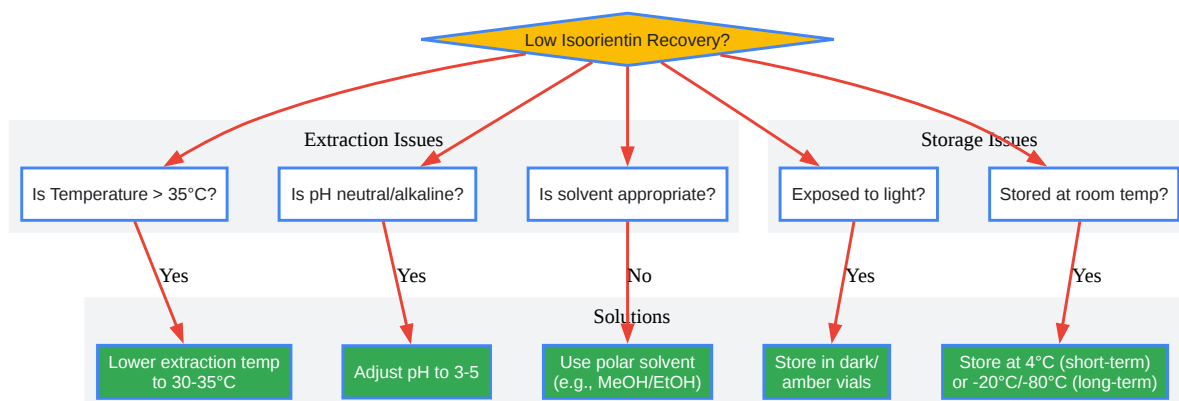 Low Isoorientin Recovery?
Extraction Issues
Storage Issues
Is Temperature > 35°C?
Is pH neutral/alkaline?
Is solvent appropriate?
Exposed to light?
Stored at room temp?
Yes
Yes
No
Yes
Yes
Solutions
Lower extraction temp
to 30-35°C
Adjust pH to 3-5
Use polar solvent
(e.g., MeOH/EtOH)
Store in dark/
amber vials
Store at 4°C (short-term)
or -20°C/-80°C (long-term)